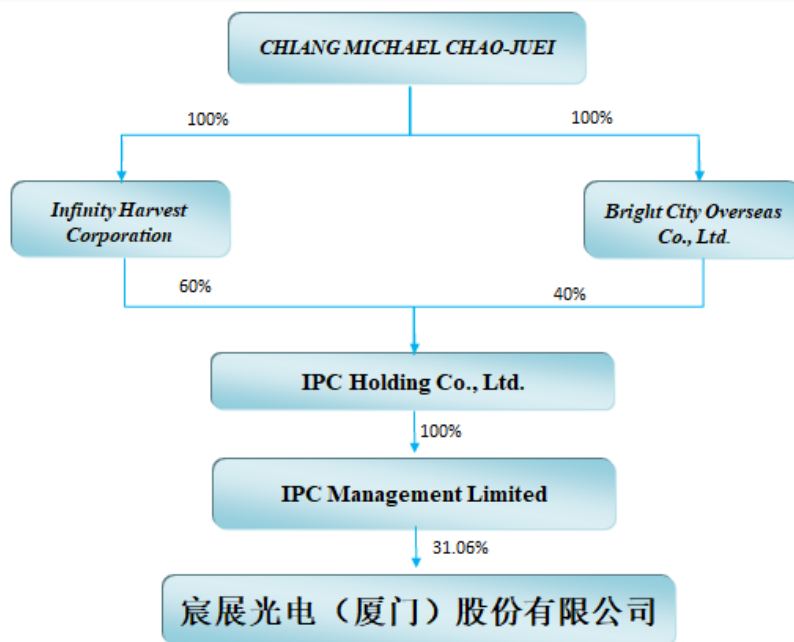 CHIANG MICHAEL CHAO-JUEI
100%
100%
Infinity Harvest
Corporation
Bright City Overseas
Co., Ltd.
60%
40%
IPC Holding Co., Ltd.
100%
IPC Management Limited
31.06%
宸展光电（厦门）股份有限公司